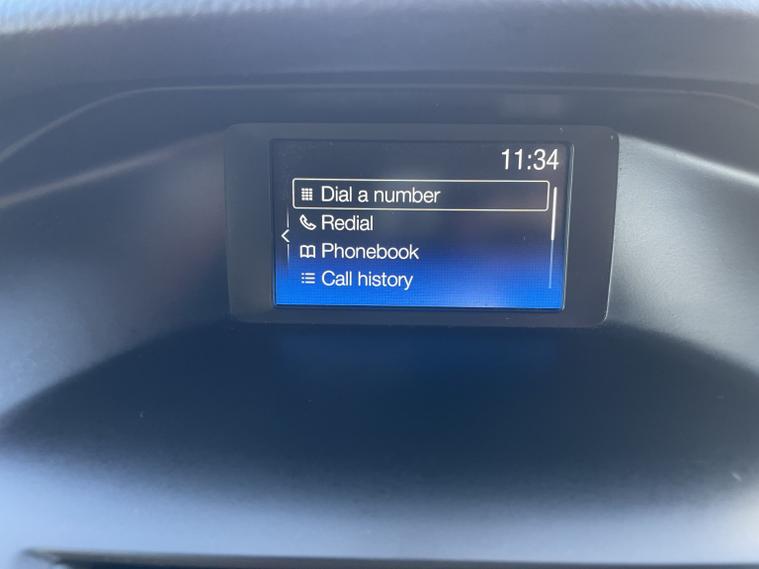 11:34
Dial a number
Redial
Phonebook
Call history